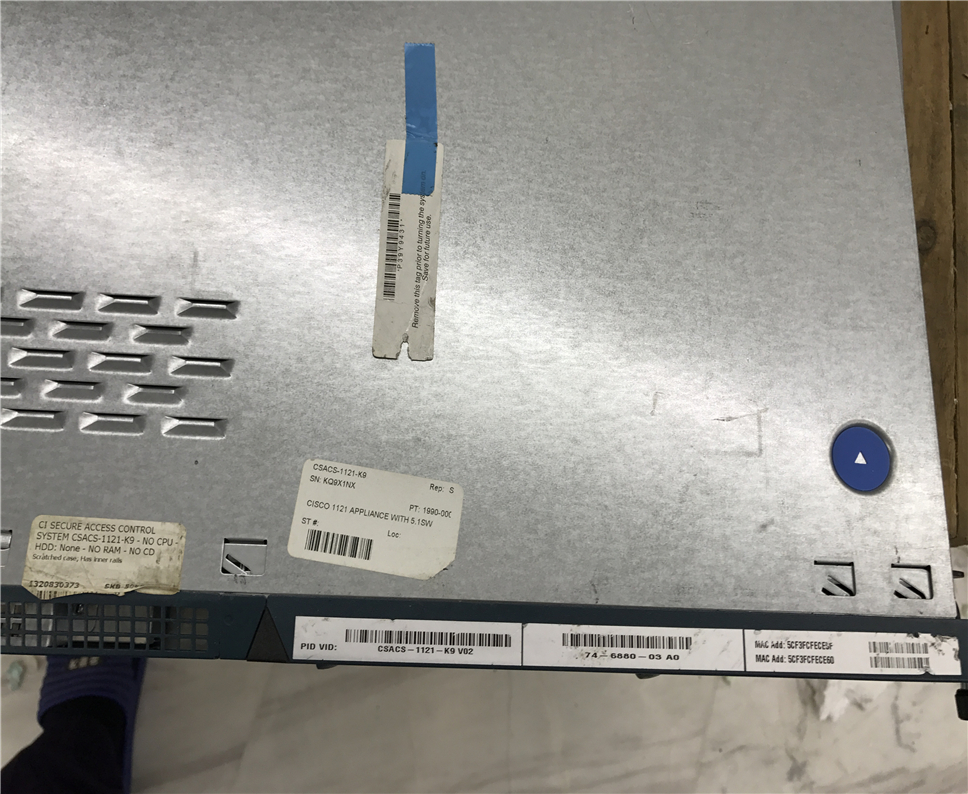 *P39Y9431*
Remove this tag prior to turning the system on.
Save for future use.
CSACS-1121-K9
SN: KQ9X1NX
Rep: S
PT: 1990-00
CISCO 1121 APPLIANCE WITH 5.1SW
ST #:
Loc:
CI SECURE ACCESS CONTROL
SYSTEM CSACS-1121-K9 - NO CPU -
HDD: None - NO RAM - NO CD
Scratched case, Has inner rails
1320830373
PID VID:
CSACS-1121-K9 V02
74-6880-03 A0
MAC Add: 5CF3FCFECE5F
MAC Add: 5CF3FCFECE60